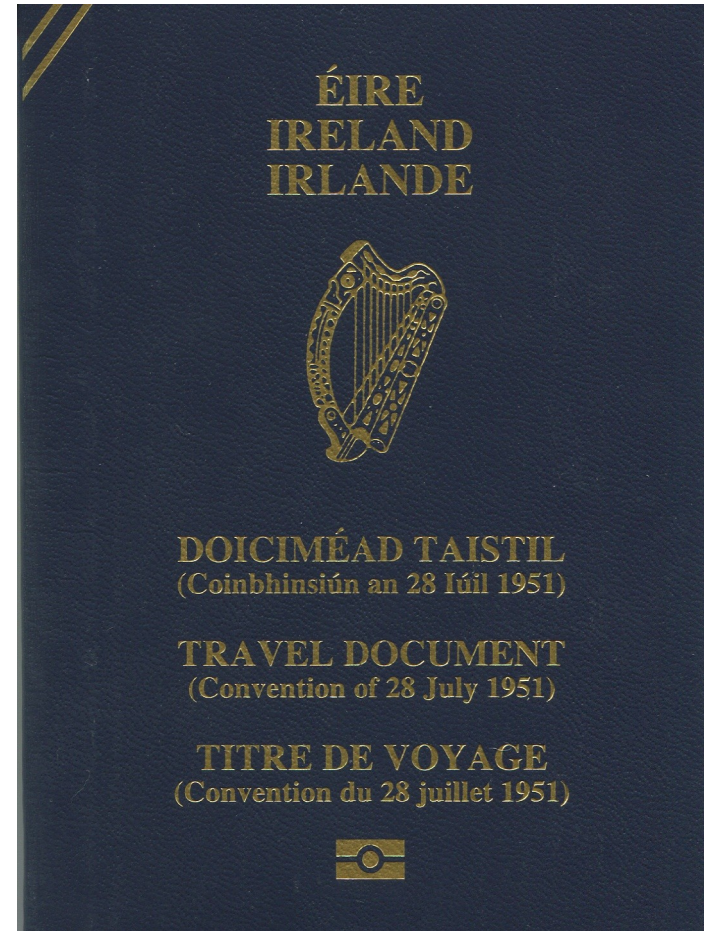 ÉIRE
IRELAND
IRLANDE
DOICIMÉAD TAISTIL
(Coinbhinsiún an 28 Iúil 1951)
TRAVEL DOCUMENT
(Convention of 28 July 1951)
TITRE DE VOYAGE
(Convention du 28 juillet 1951)